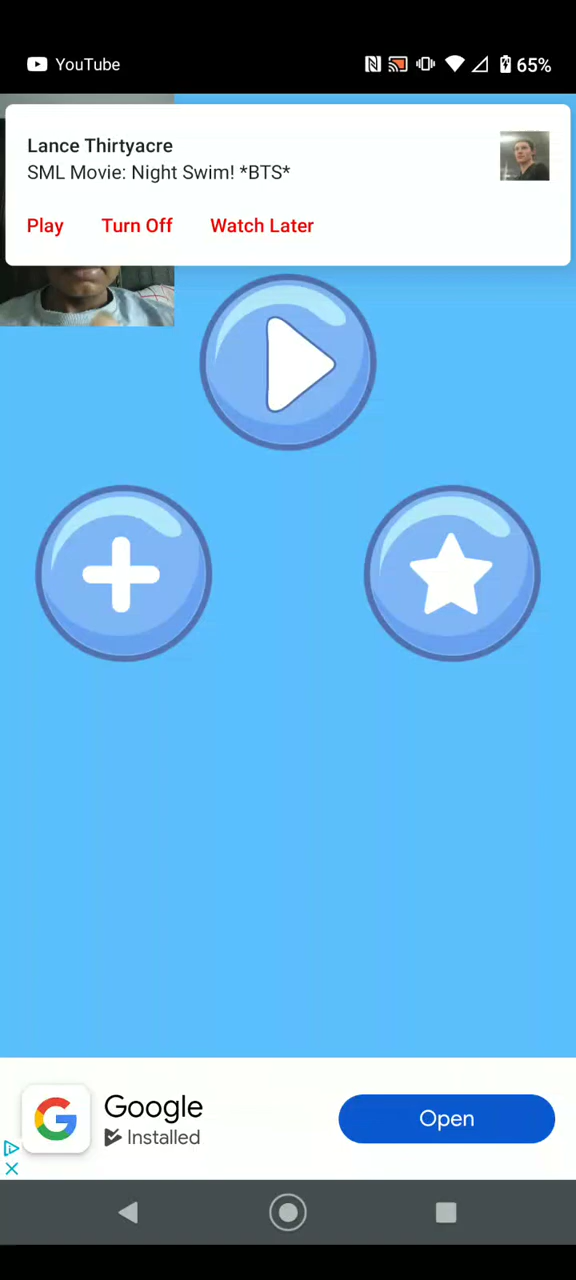 YouTube
65%
Lance Thirtyacre
SML Movie: Night Swim! *BTS*
Play Turn Off Watch Later
Google
Installed
Open